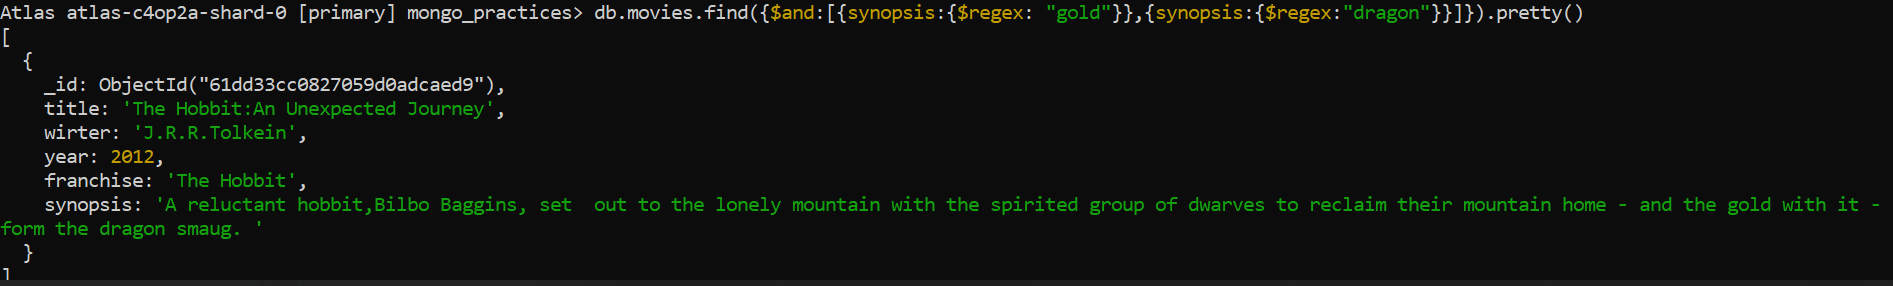 Atlas atlas-c4op2a-shard-0 [primary] mongo_practices> db.movies.find({$and:[{synopsis:{$regex: "gold"}},{synopsis:{$regex:"dragon"}}]}).pretty()
[
  {
    _id: ObjectId("61dd33cc0827059d0adcaed9"),
    title: 'The Hobbit:An Unexpected Journey',
    wirter: 'J.R.R.Tolkein',
    year: 2012,
    franchise: 'The Hobbit',
    synopsis: 'A reluctant hobbit,Bilbo Baggins, set  out to the lonely mountain with the spirited group of dwarves to reclaim their mountain home - and the gold with it -
form the dragon smaug. '
  }
]